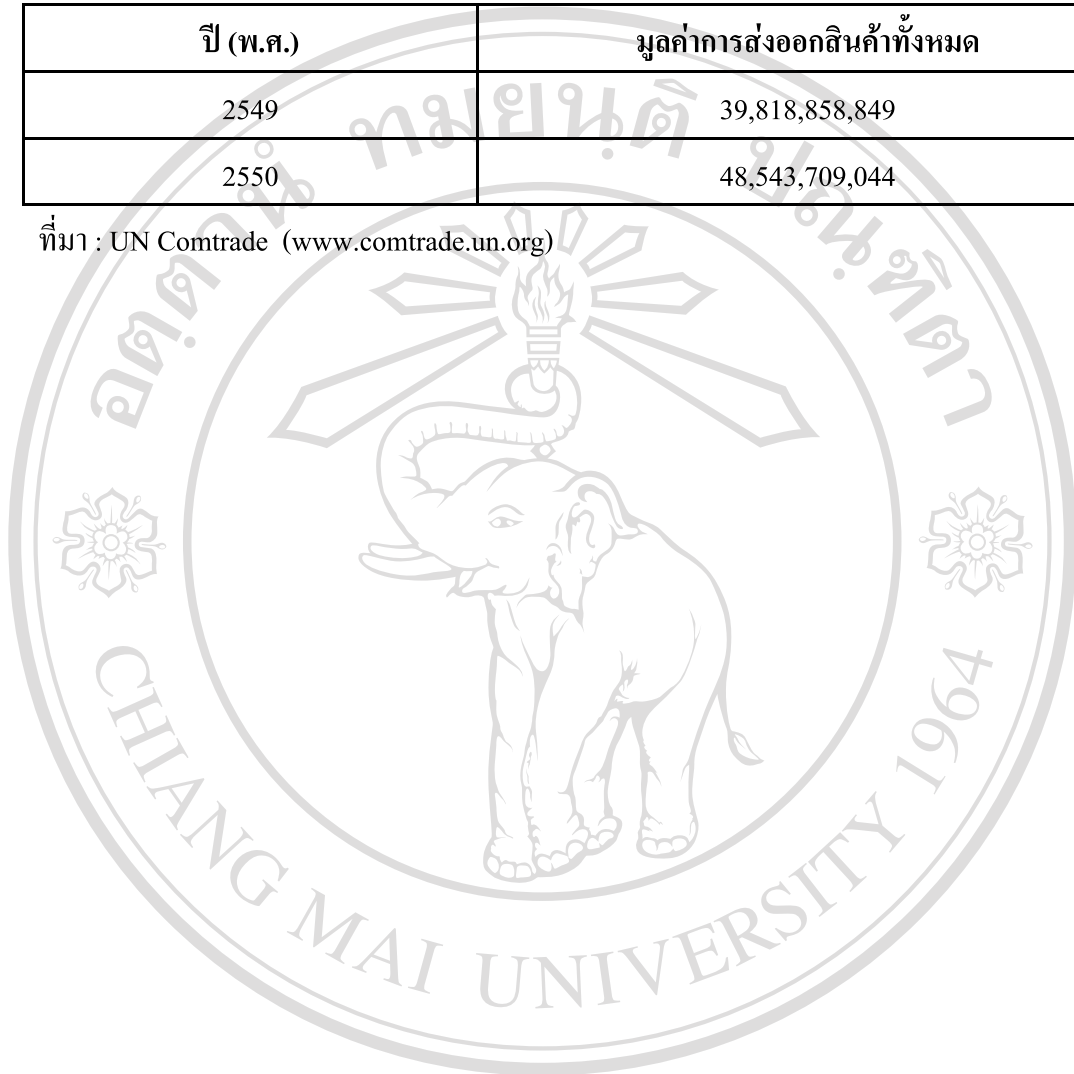 ปี (พ.ศ.) มูลค่าการส่งออกสินค้าทั้งหมด
2549 39,818,858,849
2550 48,543,709,044
ที่มา : UN Comtrade (www.comtrade.un.org)
CHIANG MAI UNIVERSITY 1964